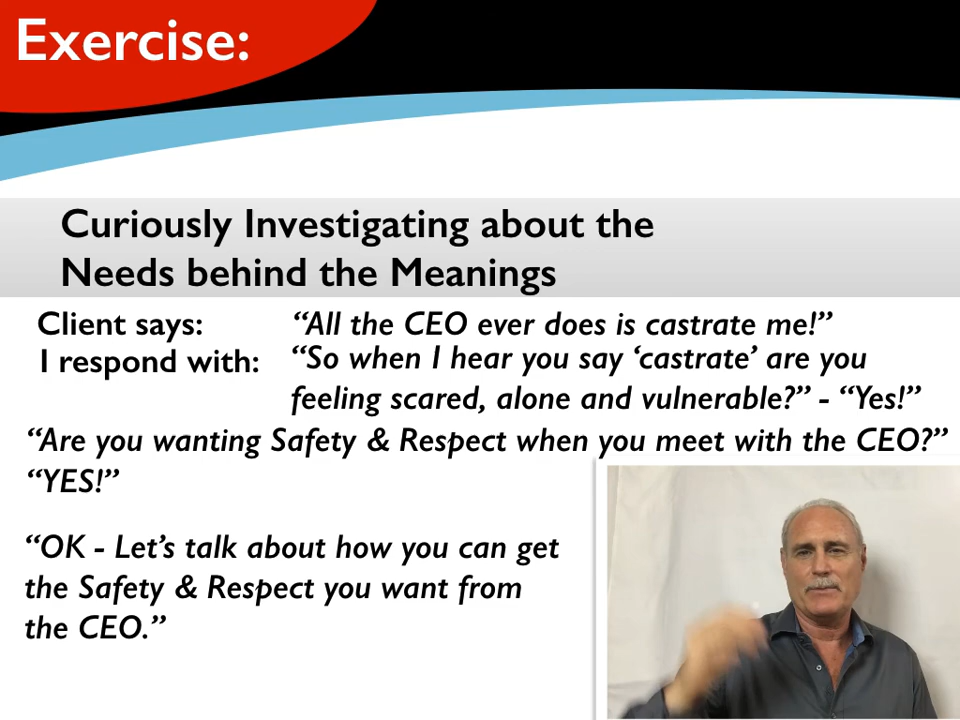 Exercise:
Curiously Investigating about the
Needs behind the Meanings
Client says: “All the CEO ever does is castrate me!”
I respond with: “So when I hear you say ‘castrate’ are you
feeling scared, alone and vulnerable?” - “Yes!”
“Are you wanting Safety & Respect when you meet with the CEO?”
“YES!”
“OK - Let’s talk about how you can get
the Safety & Respect you want from
the CEO.”